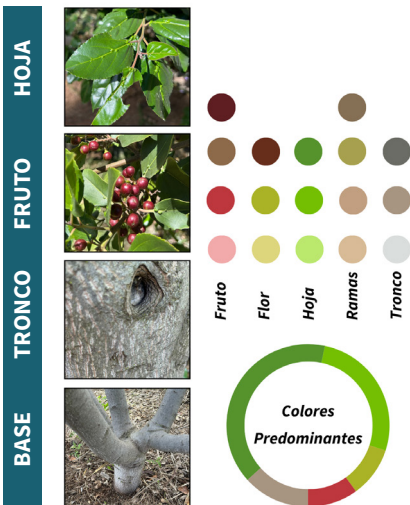 HOJA
FRUTO
TRONCO
BASE
Fruto
Flor
Hoja
Ramas
Tronco
Colores
Predominantes